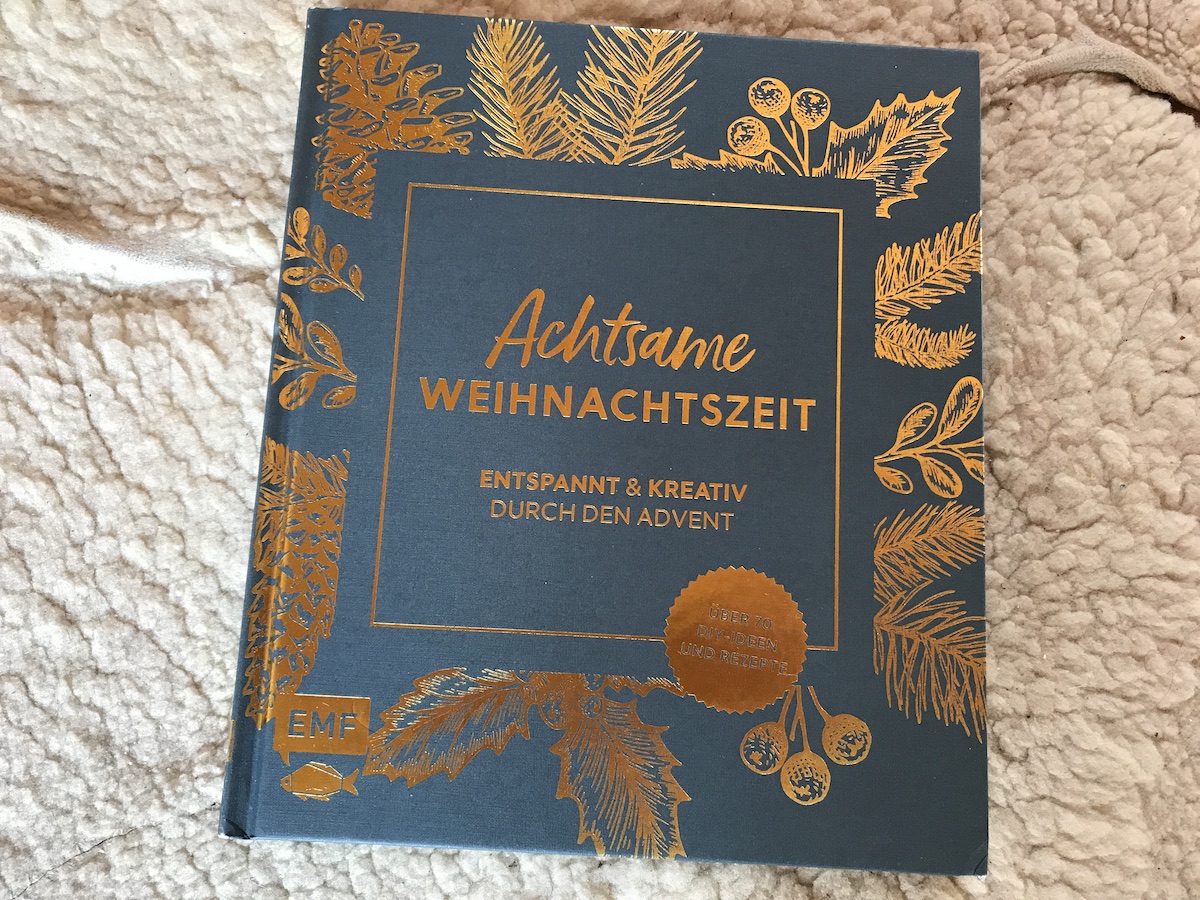 Achtsame
WEIHNACHTSZEIT
ENTSPANNT & KREATIV
DURCH DEN ADVENT
ÜBER 70
DIY-IDEEN
UND REZEPTE
EMF